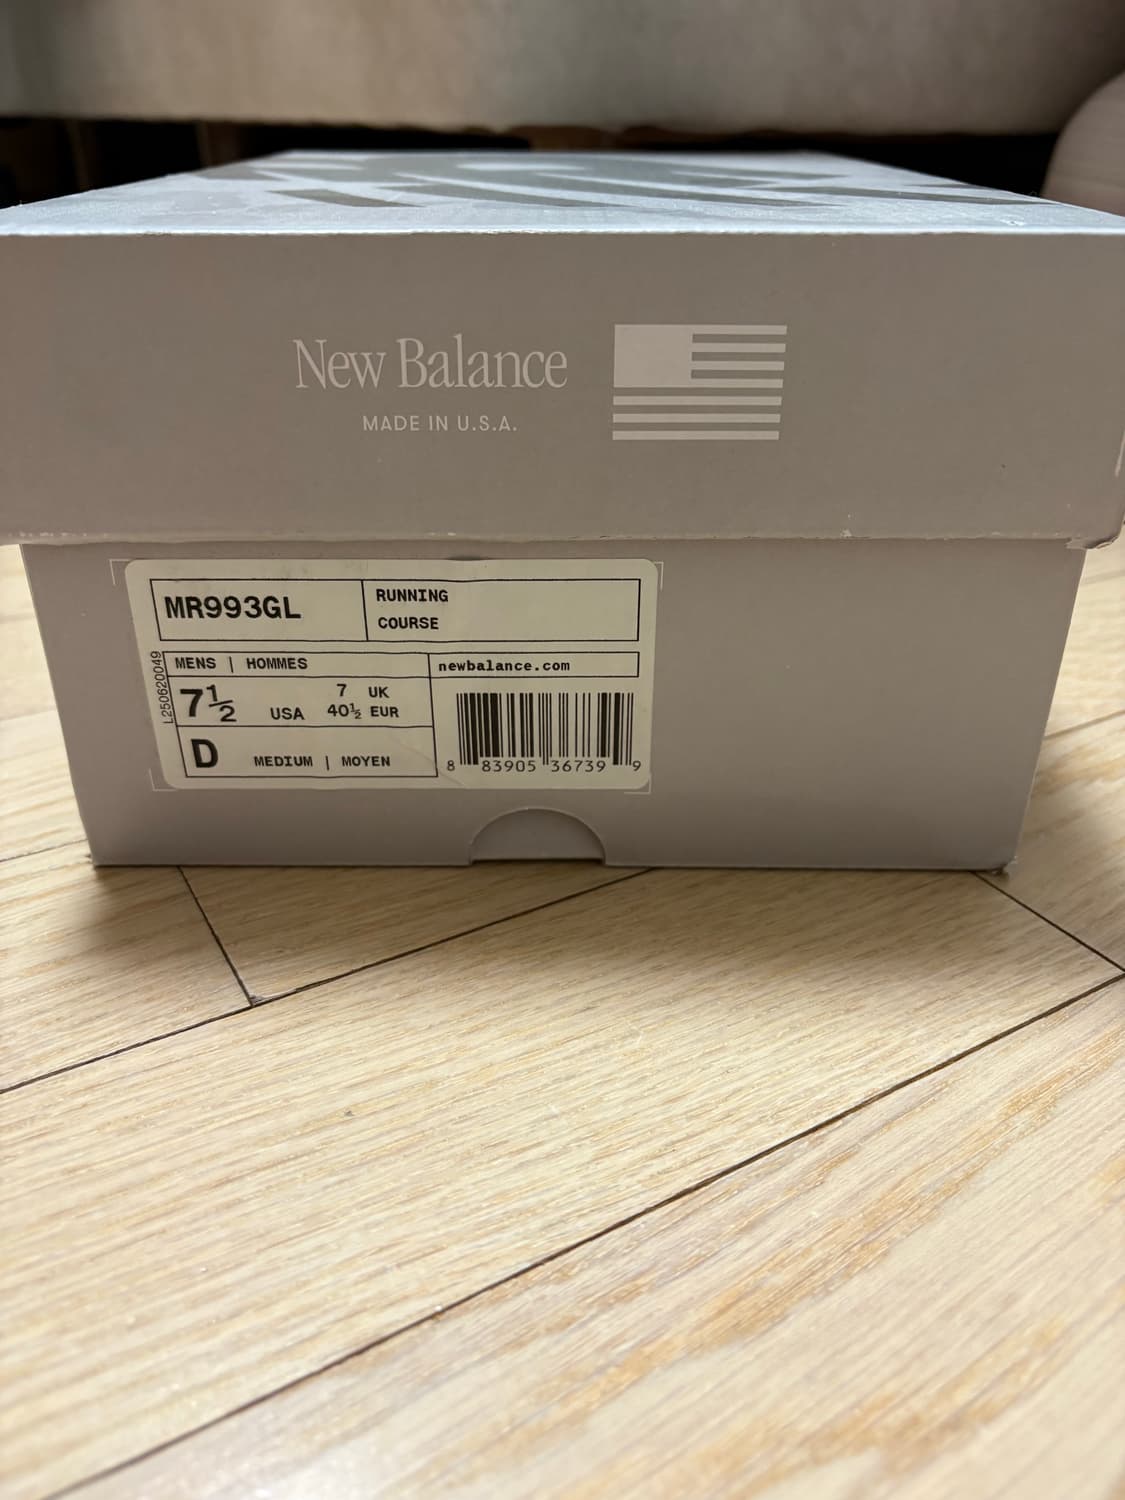 New Balance
MADE IN U.S.A.
MR993GL
RUNNING
COURSE
L250620049
MENS | HOMMES
newbalance.com
7½ USA
7 UK
40½ EUR
D MEDIUM | MOYEN
8 83905 36739 9